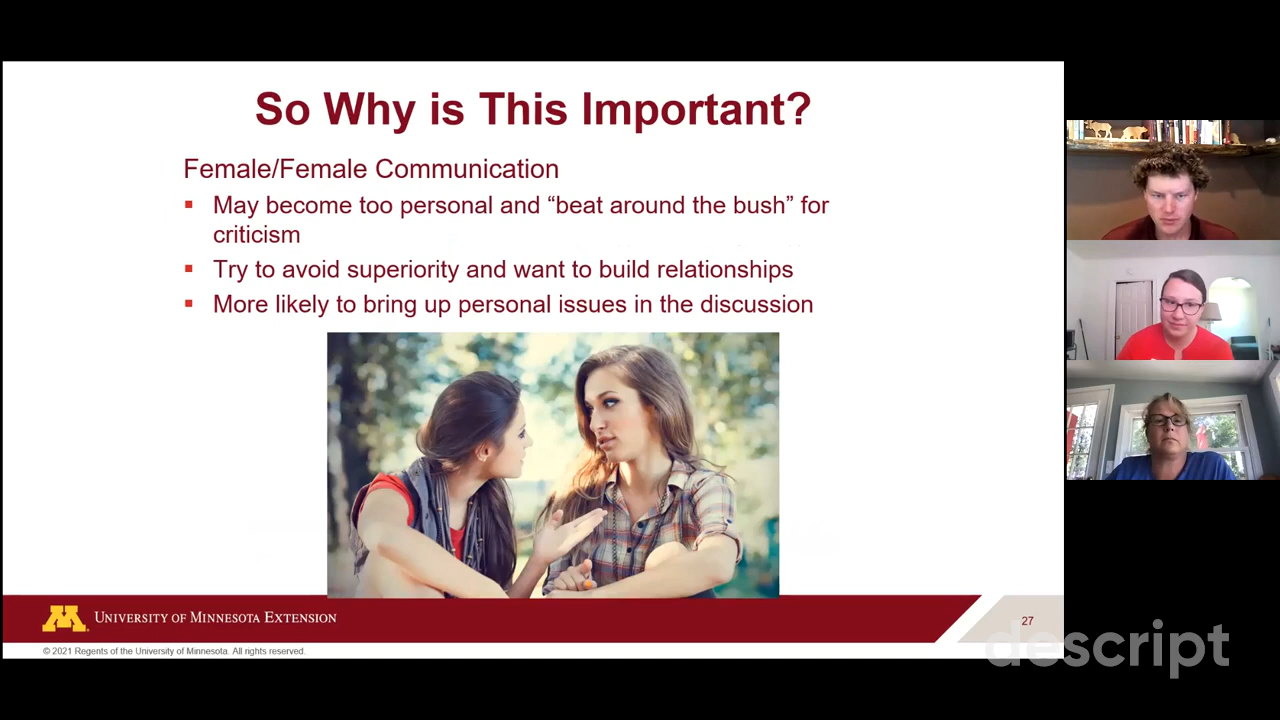 So Why is This Important?
Female/Female Communication
May become too personal and “beat around the bush” for
criticism
Try to avoid superiority and want to build relationships
More likely to bring up personal issues in the discussion
M
UNIVERSITY OF MINNESOTA EXTENSION
27
© 2021 Regents of the University of Minnesota. All rights reserved.
descript